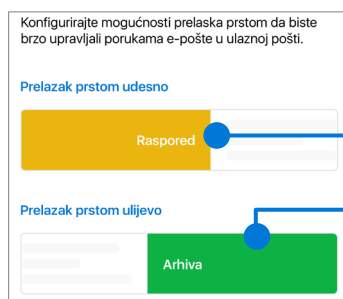 Konfigurirajte mogućnosti prelaska prstom da biste
brzo upravljali porukama e-pošte u ulaznoj pošti.
Prelazak prstom udesno
Raspored
Prelazak prstom ulijevo
Arhiva